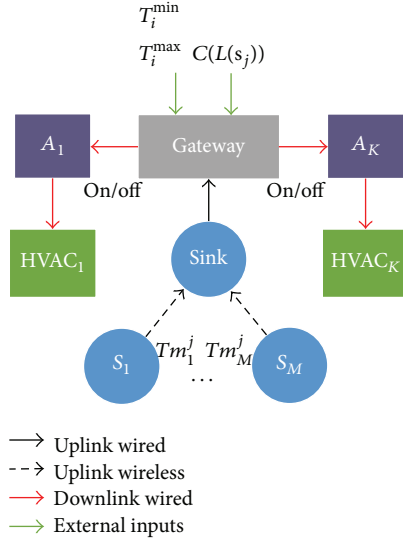 T_i^min
T_i^max C(L(s_j))
A_1 Gateway A_K
On/off On/off
HVAC_1 Sink HVAC_K
Tm_1^j Tm_M^j
S_1 ... S_M
Uplink wired
Uplink wireless
Downlink wired
External inputs